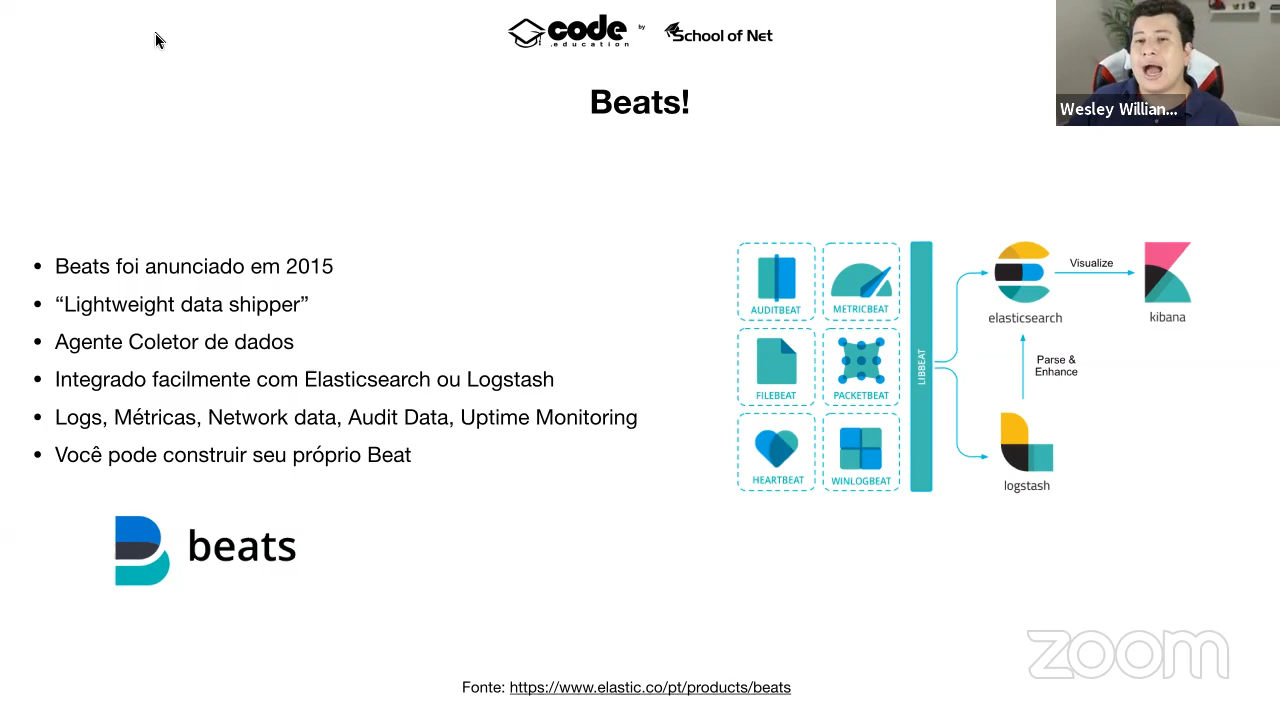 code
.education
by
School of Net
Beats!
Wesley Willian...
• Beats foi anunciado em 2015
• “Lightweight data shipper”
• Agente Coletor de dados
• Integrado facilmente com Elasticsearch ou Logstash
• Logs, Métricas, Network data, Audit Data, Uptime Monitoring
• Você pode construir seu próprio Beat
beats
AUDITBEAT
METRICBEAT
FILEBEAT
PACKETBEAT
HEARTBEAT
WINLOGBEAT
LIBBEAT
elasticsearch
Visualize
kibana
Parse &
Enhance
logstash
zoom
Fonte: https://www.elastic.co/pt/products/beats